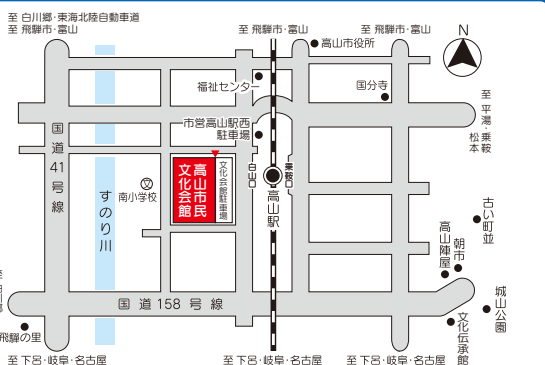 至 白川郷・東海北陸自動車道
至 飛騨市・富山
至 飛騨市・富山
至 飛騨市・富山
N
高山市役所
福祉センター
国分寺
至 平湯・乗鞍
松本
市営高山駅西
駐車場
国道41号線
すのり川
文
南小学校
高山市民
文化会館
文化会館駐車場
白山口
乗鞍口
高山駅
古い町並
朝市
高山陣屋
城山公園
文化伝承館
国道158号線
飛騨の里
至 下呂・岐阜・名古屋
至 下呂・岐阜・名古屋
至 下呂・岐阜・名古屋